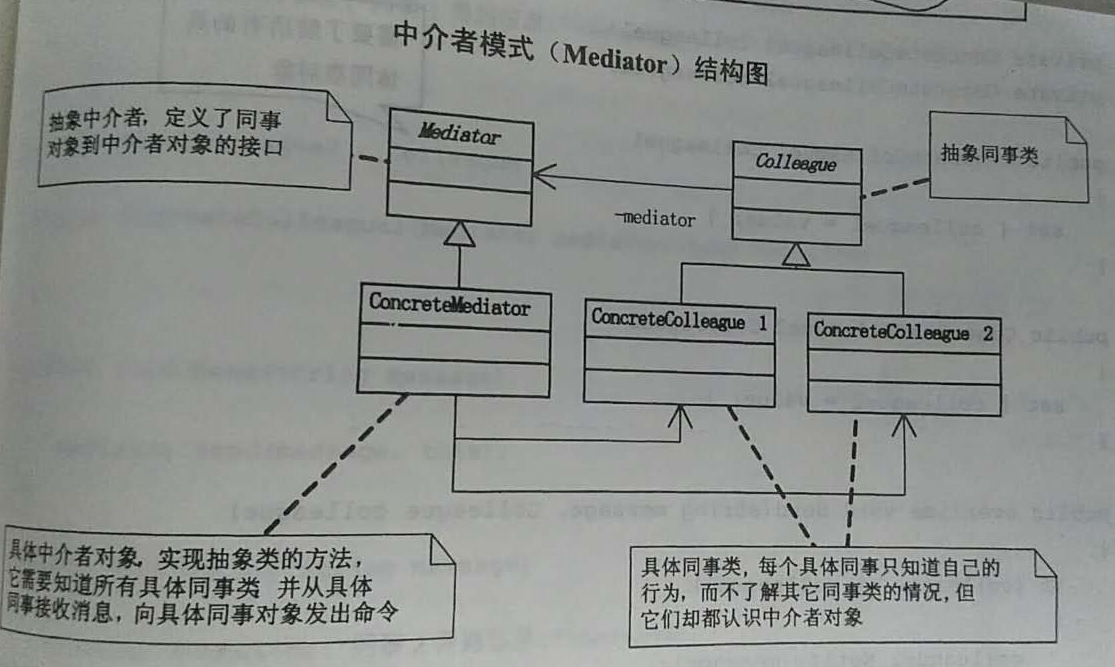 中介者模式（Mediator）结构图
抽象中介者，定义了同事
对象到中介者对象的接口
Mediator
Colleague
抽象同事类
-mediator
ConcreteMediator
ConcreteColleague 1
ConcreteColleague 2
具体中介者对象，实现抽象类的方法，
它需要知道所有具体同事类 并从具体
同事接收消息，向具体同事对象发出命令
具体同事类，每个具体同事只知道自己的
行为，而不了解其它同事类的情况，但
它们却都认识中介者对象